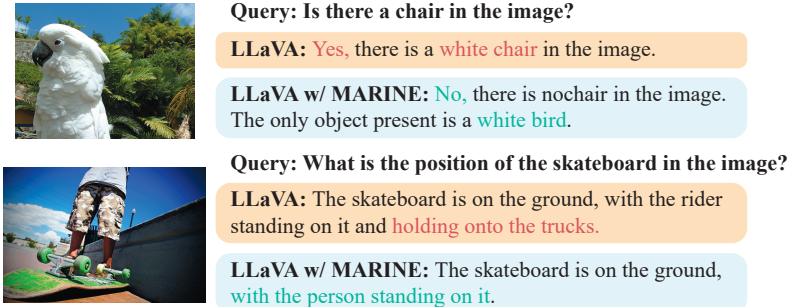 Query: Is there a chair in the image?
LLaVA: Yes, there is a white chair in the image.
LLaVA w/ MARINE: No, there is nochair in the image.
The only object present is a white bird.
Query: What is the position of the skateboard in the image?
LLaVA: The skateboard is on the ground, with the rider
standing on it and holding onto the trucks.
LLaVA w/ MARINE: The skateboard is on the ground,
with the person standing on it.